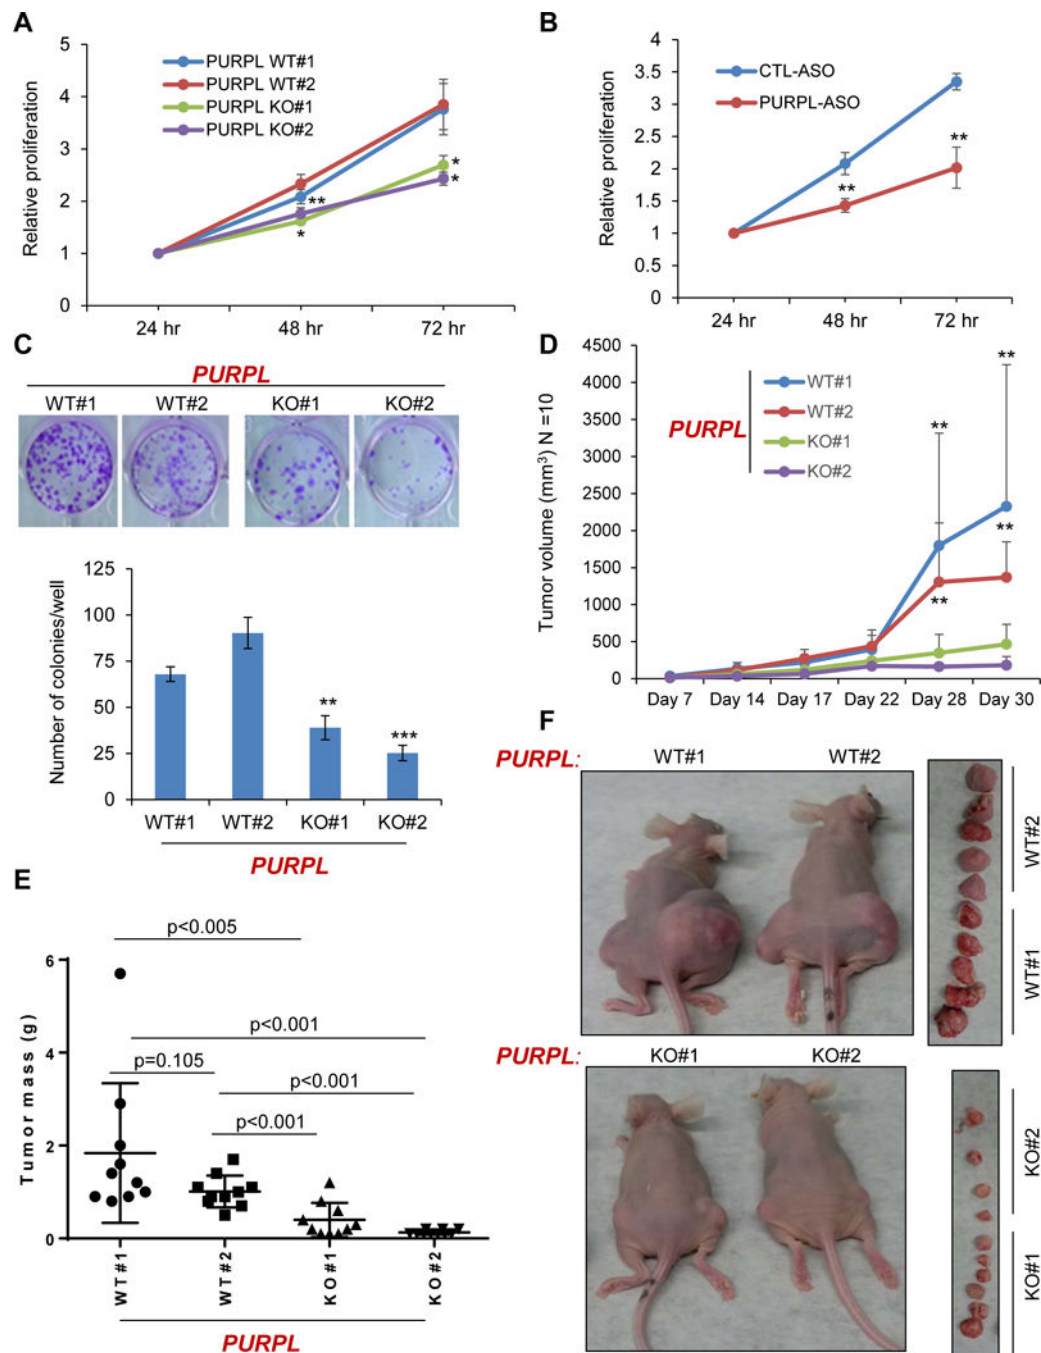 A
Relative proliferation
5
4
3
2
1
0
PURPL WT#1
PURPL WT#2
PURPL KO#1
PURPL KO#2
**
*
*
*
24 hr
48 hr
72 hr
B
Relative proliferation
4
3.5
3
2.5
2
1.5
1
0.5
0
CTL-ASO
PURPL-ASO
**
**
24 hr
48 hr
72 hr
C
PURPL
WT#1
WT#2
KO#1
KO#2
Number of colonies/well
125
100
75
50
25
0
**
***
WT#1
WT#2
KO#1
KO#2
PURPL
D
Tumor volume (mm³) N =10
4500
4000
3500
3000
2500
2000
1500
1000
500
0
PURPL
WT#1
WT#2
KO#1
KO#2
**
**
**
**
Day 7
Day 14
Day 17
Day 22
Day 28
Day 30
E
Tumor mass (g)
6
4
2
0
p<0.005
p<0.001
p=0.105
p<0.001
p<0.001
WT#1
WT#2
KO#1
KO#2
PURPL
F
PURPL:
WT#1
WT#2
WT#2
WT#1
PURPL:
KO#1
KO#2
KO#2
KO#1